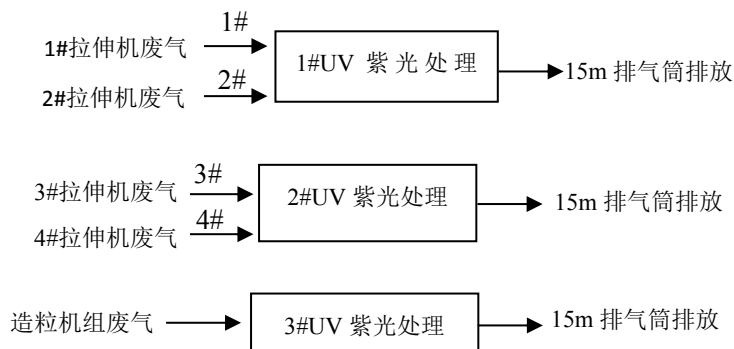 1#
1#拉伸机废气
1#UV 紫光处理
15m 排气筒排放
2#
2#拉伸机废气
3#
3#拉伸机废气
2#UV 紫光处理
15m 排气筒排放
4#
4#拉伸机废气
造粒机组废气
3#UV 紫光处理
15m 排气筒排放